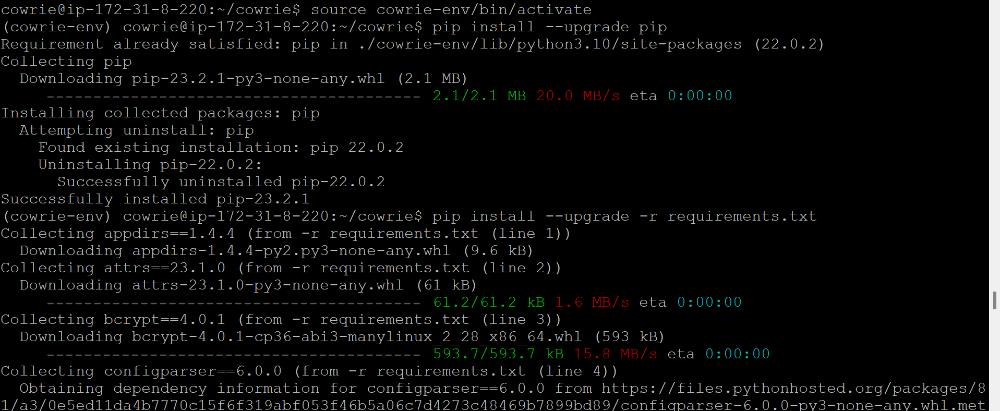 cowrie@ip-172-31-8-220:~/cowrie$ source cowrie-env/bin/activate
(cowrie-env) cowrie@ip-172-31-8-220:~/cowrie$ pip install --upgrade pip
Requirement already satisfied: pip in ./cowrie-env/lib/python3.10/site-packages (22.0.2)
Collecting pip
  Downloading pip-23.2.1-py3-none-any.whl (2.1 MB)
     ---------------------------------------- 2.1/2.1 MB 20.0 MB/s eta 0:00:00
Installing collected packages: pip
  Attempting uninstall: pip
    Found existing installation: pip 22.0.2
    Uninstalling pip-22.0.2:
      Successfully uninstalled pip-22.0.2
Successfully installed pip-23.2.1
(cowrie-env) cowrie@ip-172-31-8-220:~/cowrie$ pip install --upgrade -r requirements.txt
Collecting appdirs==1.4.4 (from -r requirements.txt (line 1))
  Downloading appdirs-1.4.4-py2.py3-none-any.whl (9.6 kB)
Collecting attrs==23.1.0 (from -r requirements.txt (line 2))
  Downloading attrs-23.1.0-py3-none-any.whl (61 kB)
     ---------------------------------------- 61.2/61.2 kB 1.6 MB/s eta 0:00:00
Collecting bcrypt==4.0.1 (from -r requirements.txt (line 3))
  Downloading bcrypt-4.0.1-cp36-abi3-manylinux_2_28_x86_64.whl (593 kB)
     ---------------------------------------- 593.7/593.7 kB 15.8 MB/s eta 0:00:00
Collecting configparser==6.0.0 (from -r requirements.txt (line 4))
  Obtaining dependency information for configparser==6.0.0 from https://files.pythonhosted.org/packages/8
1/a3/0e5ed11da4b7770c15f6f319abf053f46b5a06c7d4273c48469b7899bd89/configparser-6.0.0-py3-none-any.whl.met